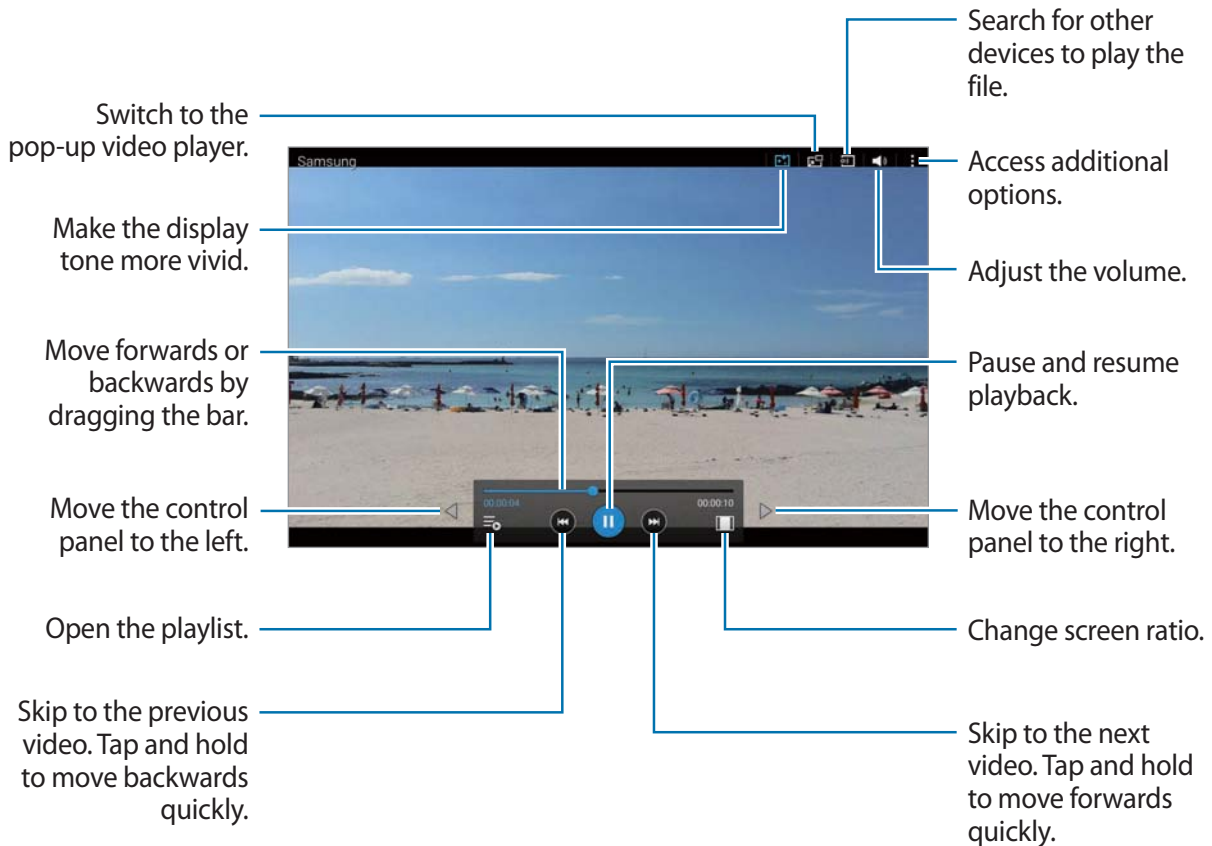 Search for other
devices to play the
file.
Switch to the
pop-up video player.
Samsung
Access additional
options.
Make the display
tone more vivid.
Adjust the volume.
Move forwards or
backwards by
dragging the bar.
Pause and resume
playback.
00:00:04
00:00:10
Move the control
panel to the left.
Move the control
panel to the right.
Open the playlist.
Change screen ratio.
Skip to the previous
video. Tap and hold
to move backwards
quickly.
Skip to the next
video. Tap and hold
to move forwards
quickly.